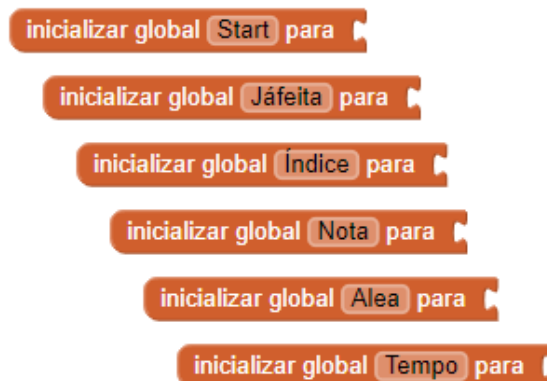 inicializar global Start para
inicializar global Jáfeita para
inicializar global Índice para
inicializar global Nota para
inicializar global Alea para
inicializar global Tempo para